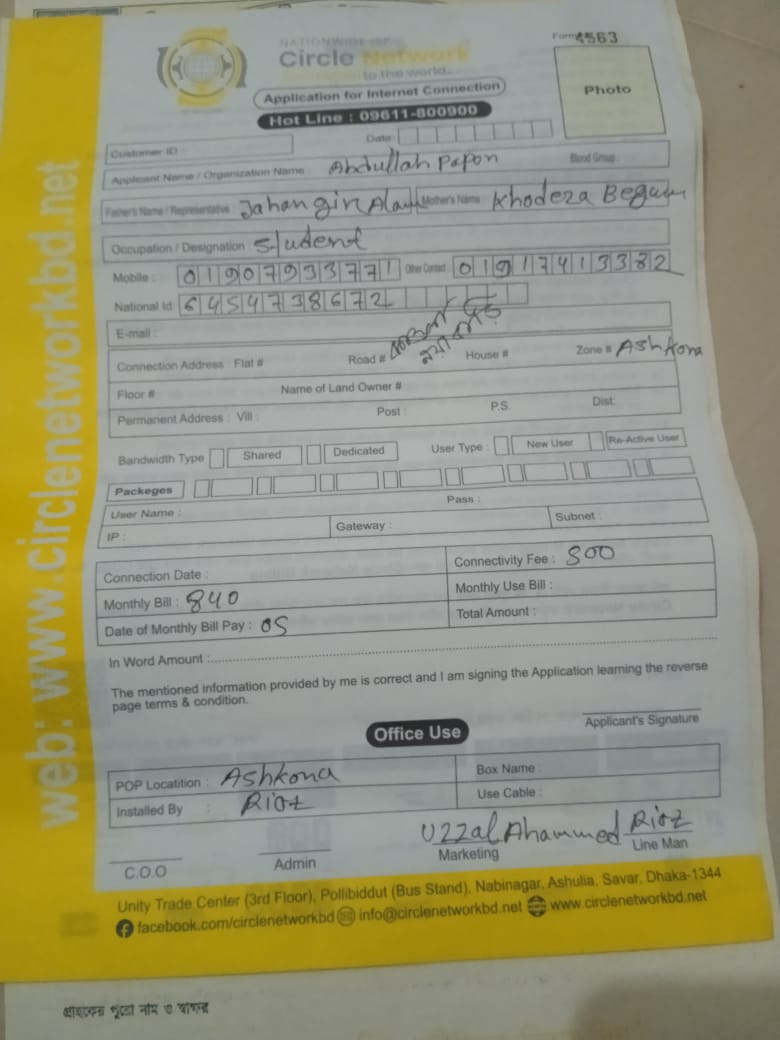 Form 4563
NATIONWIDE ISP
Circle Network
to the world...
Photo
Application for Internet Connection
Hot Line : 09611-800900
Date
Customer ID :
Applicant Name / Organization Name : Abdullah Papon Blood Group :
Father's Name / Representative : Jahangir Alam Mother's Name : Khodeza Begum
Occupation / Designation : Student
Mobile : 01907933771 Other Contact : 01917413382
National Id: 6454738672
E-mail :
Connection Address : Flat # Road # House # Zone # Ashkona
Floor # Name of Land Owner #
Permanent Address : Vill : Post : P.S. Dist:
Bandwidth Type Shared Dedicated User Type : New User Re-Active User
Packeges
User Name : Pass :
IP : Gateway : Subnet :
Connection Date : Connectivity Fee : 500
Monthly Bill : 840 Monthly Use Bill :
Date of Monthly Bill Pay : 05 Total Amount :
In Word Amount :
The mentioned information provided by me is correct and I am signing the Application learning the reverse
page terms & condition.
Applicant's Signature
Office Use
POP Locatition : Ashkona Box Name :
Installed By : Riaz Use Cable :
Uzzal Ahammed Riaz
C.O.O Admin Marketing Line Man
Unity Trade Center (3rd Floor), Pollibiddut (Bus Stand), Nabinagar, Ashulia, Savar, Dhaka-1344
facebook.com/circlenetworkbd info@circlenetworkbd.net www.circlenetworkbd.net
web: www.circlenetworkbd.net
গ্রাহকের পুরো নাম ও স্বাক্ষর